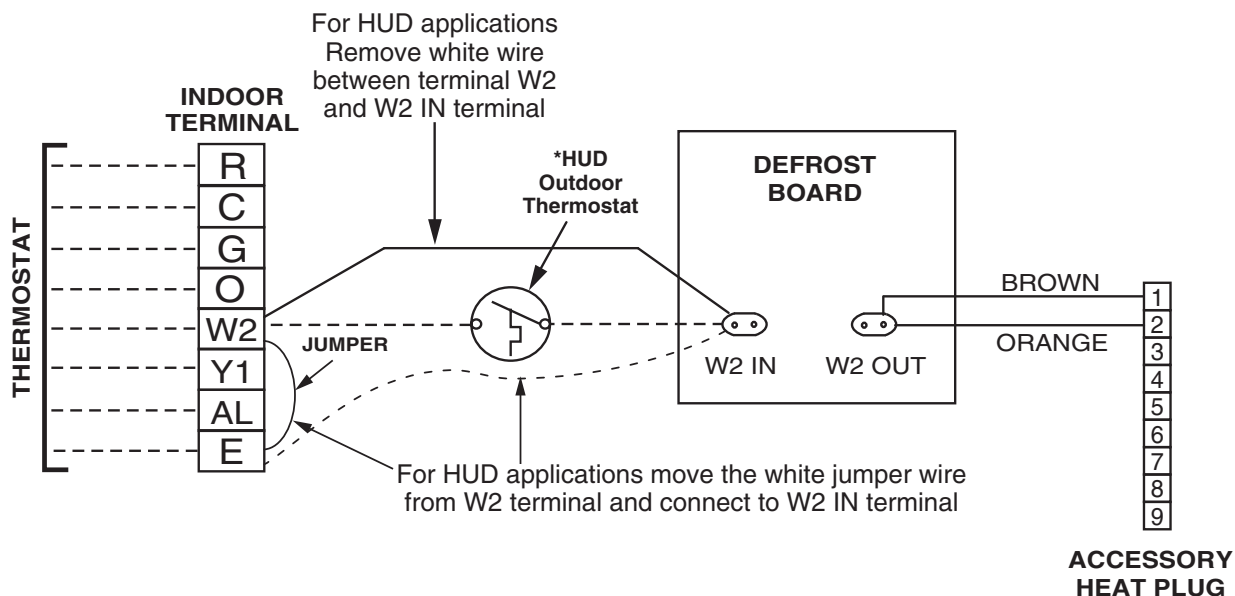 For HUD applications
Remove white wire
between terminal W2
and W2 IN terminal
INDOOR
TERMINAL
*HUD
Outdoor
Thermostat
DEFROST
BOARD
THERMOSTAT
R
C
G
O
W2
Y1
AL
E
JUMPER
W2 IN
W2 OUT
BROWN
ORANGE
1
2
3
4
5
6
7
8
9
For HUD applications move the white jumper wire
from W2 terminal and connect to W2 IN terminal
ACCESSORY
HEAT PLUG